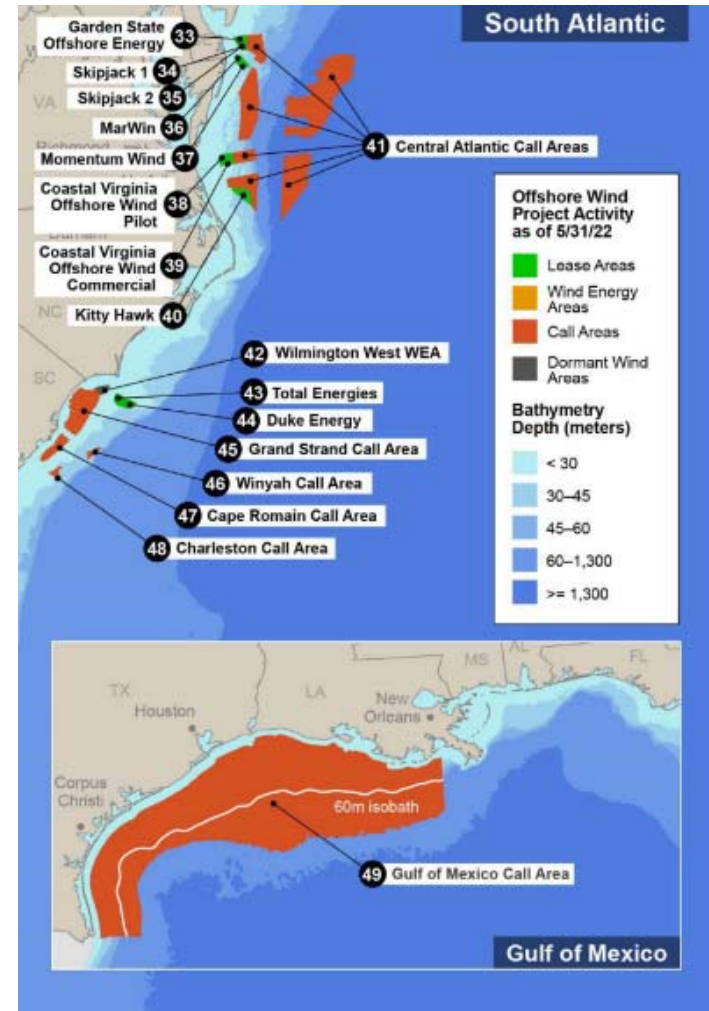 South Atlantic
Garden State
Offshore Energy 33
Skipjack 1 34
Skipjack 2 35
MarWin 36
Momentum Wind 37
Coastal Virginia
Offshore Wind
Pilot 38
Coastal Virginia
Offshore Wind
Commercial 39
Kitty Hawk 40
VA
NC
SC
41 Central Atlantic Call Areas
42 Wilmington West WEA
43 Total Energies
44 Duke Energy
45 Grand Strand Call Area
46 Winyah Call Area
47 Cape Romain Call Area
48 Charleston Call Area
Offshore Wind
Project Activity
as of 5/31/22
Lease Areas
Wind Energy
Areas
Call Areas
Dormant Wind
Areas
Bathymetry
Depth (meters)
< 30
30–45
45–60
60–1,300
>= 1,300
TX
LA
MS
AL
FL
Houston
New
Orleans
Corpus
Christi
60m isobath
49 Gulf of Mexico Call Area
Gulf of Mexico